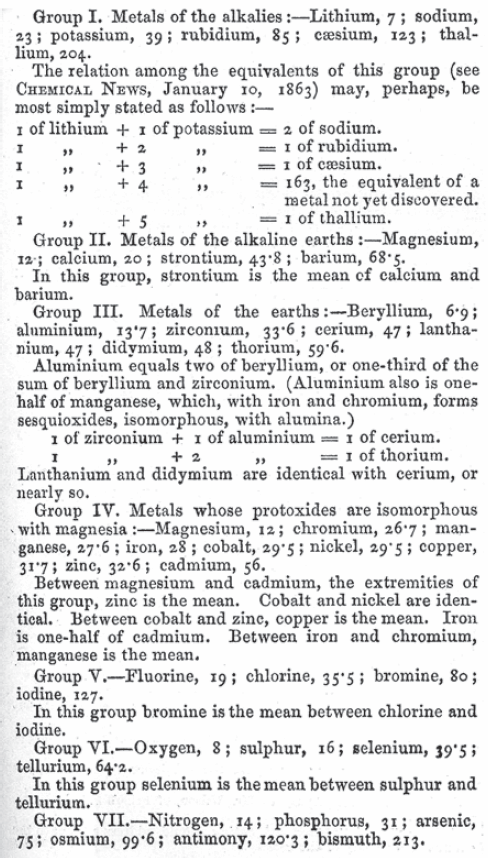 Group I. Metals of the alkalies :—Lithium, 7 ; sodium,
23 ; potassium, 39 ; rubidium, 85 ; cæsium, 123 ; thal-
lium, 204.
The relation among the equivalents of this group (see
CHEMICAL NEWS, January 10, 1863) may, perhaps, be
most simply stated as follows :—
1 of lithium + 1 of potassium = 2 of sodium.
1 „ + 2 „ = 1 of rubidium.
1 „ + 3 „ = 1 of cæsium.
1 „ + 4 „ = 163, the equivalent of a
metal not yet discovered.
1 „ + 5 „ = 1 of thallium.
Group II. Metals of the alkaline earths :—Magnesium,
12 ; calcium, 20 ; strontium, 43·8 ; barium, 68·5.
In this group, strontium is the mean of calcium and
barium.
Group III. Metals of the earths :—Beryllium, 6·9 ;
aluminium, 13·7 ; zirconium, 33·6 ; cerium, 47 ; lantha-
nium, 47 ; didymium, 48 ; thorium, 59·6.
Aluminium equals two of beryllium, or one-third of the
sum of beryllium and zirconium. (Aluminium also is one-
half of manganese, which, with iron and chromium, forms
sesquioxides, isomorphous, with alumina.)
1 of zirconium + 1 of aluminium = 1 of cerium.
1 „ + 2 „ = 1 of thorium.
Lanthanium and didymium are identical with cerium, or
nearly so.
Group IV. Metals whose protoxides are isomorphous
with magnesia :—Magnesium, 12 ; chromium, 26·7 ; man-
ganese, 27·6 ; iron, 28 ; cobalt, 29·5 ; nickel, 29·5 ; copper,
31·7 ; zinc, 32·6 ; cadmium, 56.
Between magnesium and cadmium, the extremities of
this group, zinc is the mean. Cobalt and nickel are iden-
tical. Between cobalt and zinc, copper is the mean. Iron
is one-half of cadmium. Between iron and chromium,
manganese is the mean.
Group V.—Fluorine, 19 ; chlorine, 35·5 ; bromine, 80 ;
iodine, 127.
In this group bromine is the mean between chlorine and
iodine.
Group VI.—Oxygen, 8 ; sulphur, 16 ; selenium, 39·5 ;
tellurium, 64·2.
In this group selenium is the mean between sulphur and
tellurium.
Group VII.—Nitrogen, 14 ; phosphorus, 31 ; arsenic,
75 ; osmium, 99·6 ; antimony, 120·3 ; bismuth, 213.